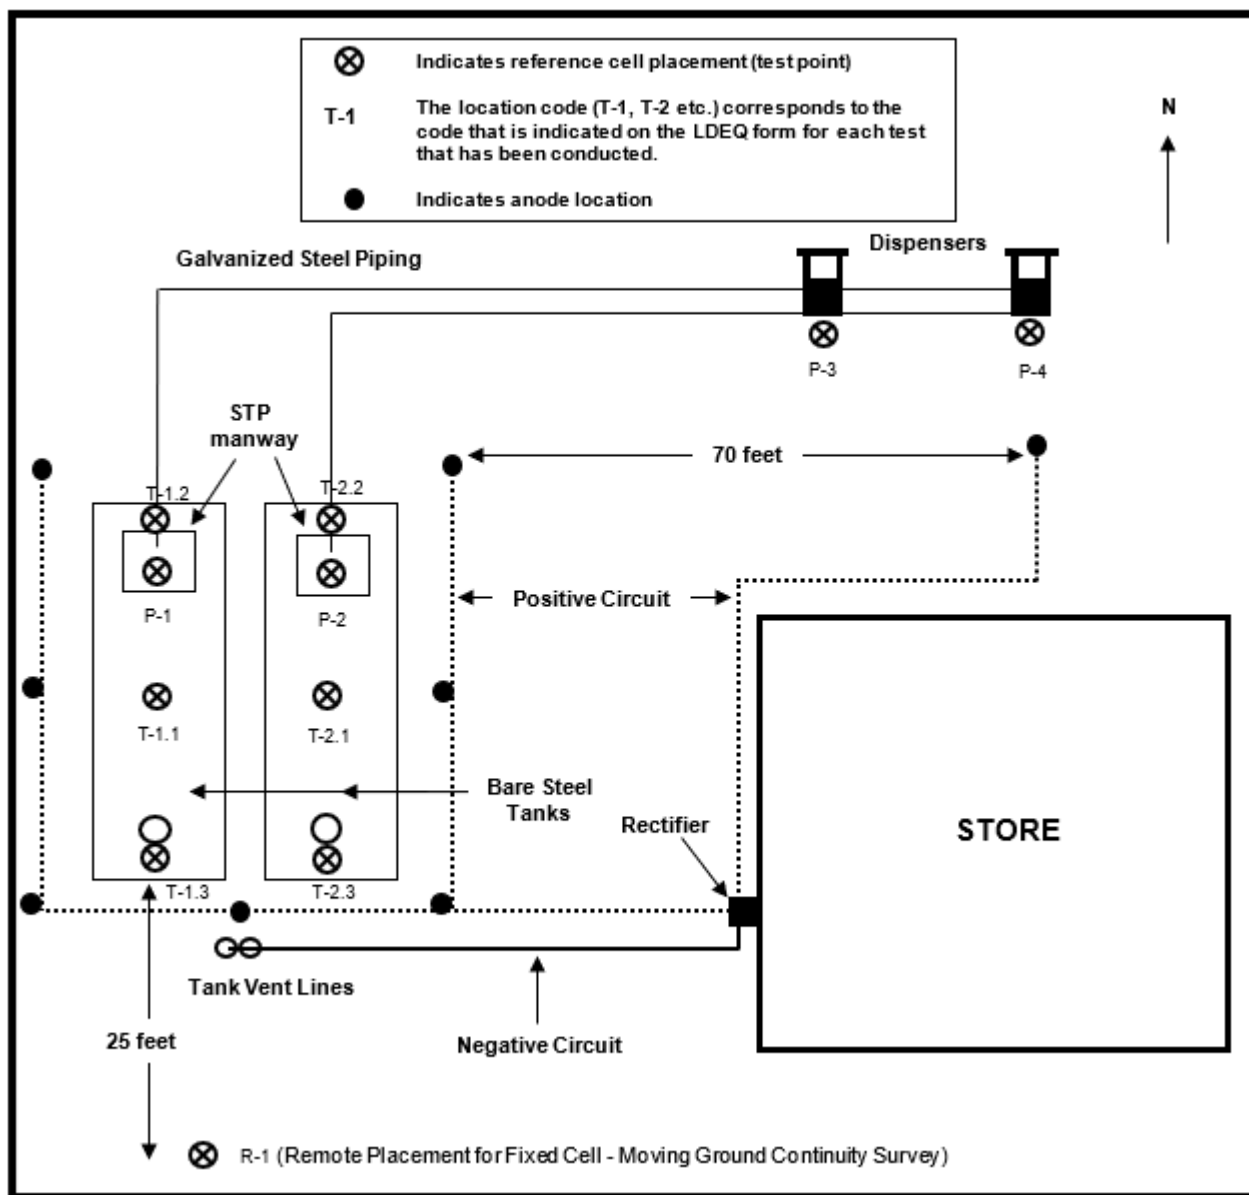 Indicates reference cell placement (test point)
T-1
The location code (T-1, T-2 etc.) corresponds to the
code that is indicated on the LDEQ form for each test
that has been conducted.
Indicates anode location
N
Dispensers
Galvanized Steel Piping
P-3
P-4
STP
manway
70 feet
T-1.2
T-2.2
Positive Circuit
P-1
P-2
T-1.1
T-2.1
Bare Steel
Tanks
Rectifier
STORE
T-1.3
T-2.3
Tank Vent Lines
25 feet
Negative Circuit
R-1 (Remote Placement for Fixed Cell - Moving Ground Continuity Survey)